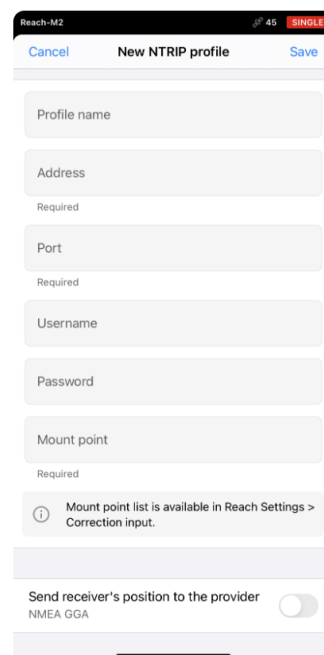 Reach-M2 45 SINGLE
Cancel New NTRIP profile Save
Profile name
Address
Required
Port
Required
Username
Password
Mount point
Required
Mount point list is available in Reach Settings >
Correction input.
Send receiver's position to the provider
NMEA GGA